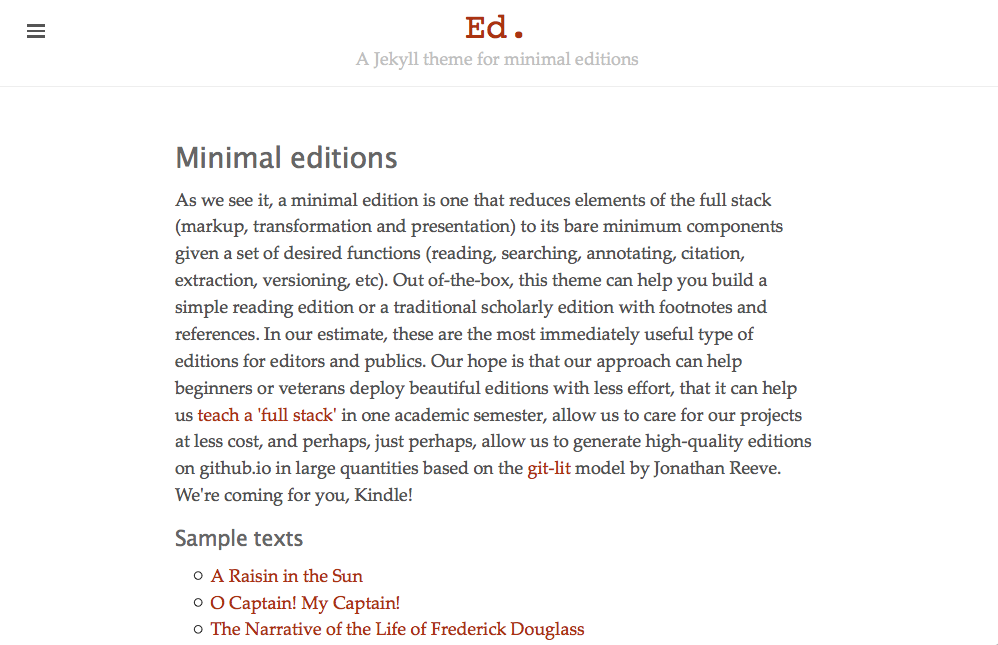 Ed.
A Jekyll theme for minimal editions
Minimal editions
As we see it, a minimal edition is one that reduces elements of the full stack
(markup, transformation and presentation) to its bare minimum components
given a set of desired functions (reading, searching, annotating, citation,
extraction, versioning, etc). Out of-the-box, this theme can help you build a
simple reading edition or a traditional scholarly edition with footnotes and
references. In our estimate, these are the most immediately useful type of
editions for editors and publics. Our hope is that our approach can help
beginners or veterans deploy beautiful editions with less effort, that it can help
us teach a 'full stack' in one academic semester, allow us to care for our projects
at less cost, and perhaps, just perhaps, allow us to generate high-quality editions
on github.io in large quantities based on the git-lit model by Jonathan Reeve.
We're coming for you, Kindle!
Sample texts
A Raisin in the Sun
O Captain! My Captain!
The Narrative of the Life of Frederick Douglass